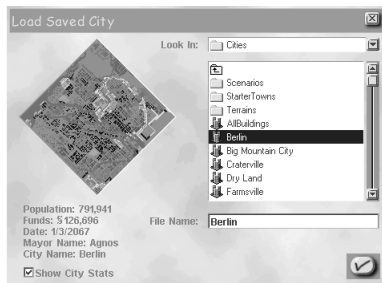 Load Saved City
Look In: Cities
Scenarios
StarterTowns
Terrains
AllBuildings
Berlin
Big Mountain City
Craterville
Dry Land
Farmsville
Population: 791,941
Funds: §126,696
Date: 1/3/2067
Mayor Name: Agnos
City Name: Berlin
File Name: Berlin
Show City Stats